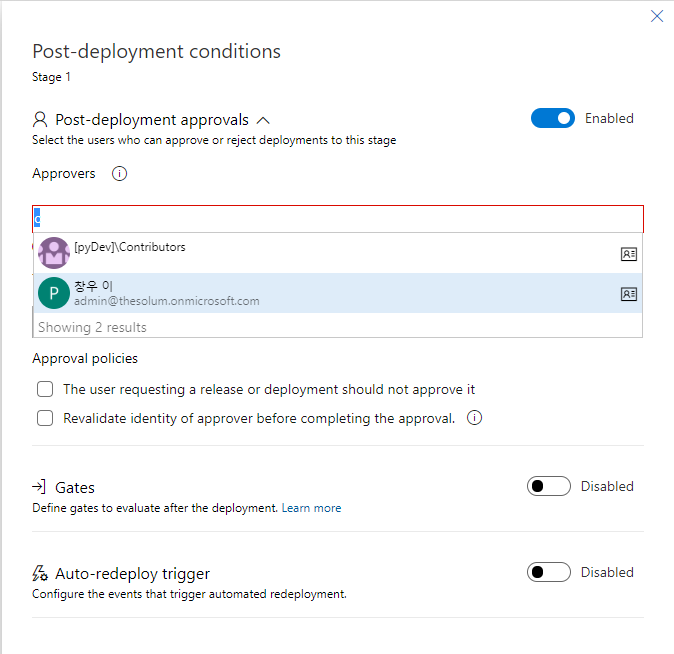 Post-deployment conditions
Stage 1
Post-deployment approvals
Enabled
Select the users who can approve or reject deployments to this stage
Approvers
[pyDev]\Contributors
P
창우 이
admin@thesolum.onmicrosoft.com
Showing 2 results
Approval policies
The user requesting a release or deployment should not approve it
Revalidate identity of approver before completing the approval.
Gates
Disabled
Define gates to evaluate after the deployment. Learn more
Auto-redeploy trigger
Disabled
Configure the events that trigger automated redeployment.